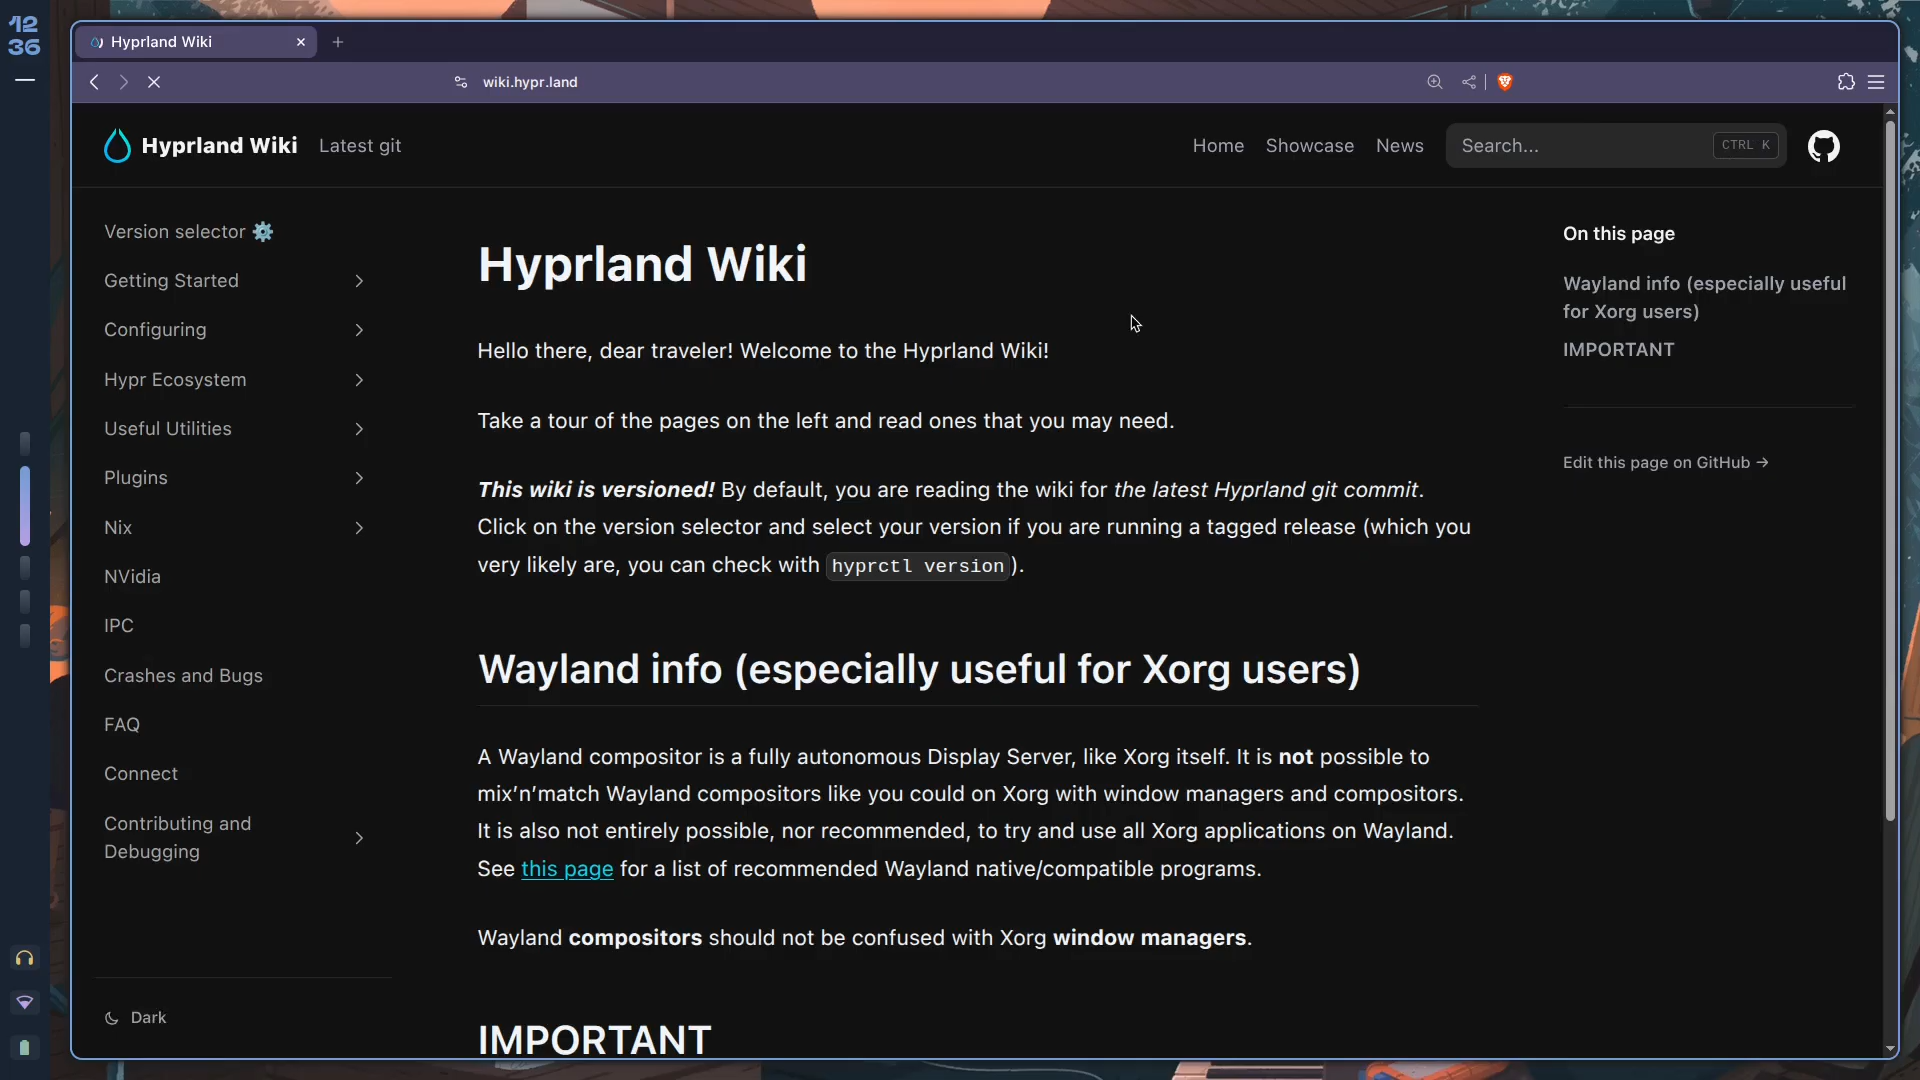 12
36
Hyprland Wiki
wiki.hypr.land
Hyprland Wiki
Latest git
Home
Showcase
News
Search...
CTRL K
Version selector ⚙️
Getting Started
Configuring
Hypr Ecosystem
Useful Utilities
Plugins
Nix
NVidia
IPC
Crashes and Bugs
FAQ
Connect
Contributing and
Debugging
Dark
Hyprland Wiki
Hello there, dear traveler! Welcome to the Hyprland Wiki!
Take a tour of the pages on the left and read ones that you may need.
This wiki is versioned! By default, you are reading the wiki for the latest Hyprland git commit.
Click on the version selector and select your version if you are running a tagged release (which you
very likely are, you can check with hyprctl version).
Wayland info (especially useful for Xorg users)
A Wayland compositor is a fully autonomous Display Server, like Xorg itself. It is not possible to
mix’n’match Wayland compositors like you could on Xorg with window managers and compositors.
It is also not entirely possible, nor recommended, to try and use all Xorg applications on Wayland.
See this page for a list of recommended Wayland native/compatible programs.
Wayland compositors should not be confused with Xorg window managers.
IMPORTANT
On this page
Wayland info (especially useful
for Xorg users)
IMPORTANT
Edit this page on GitHub →